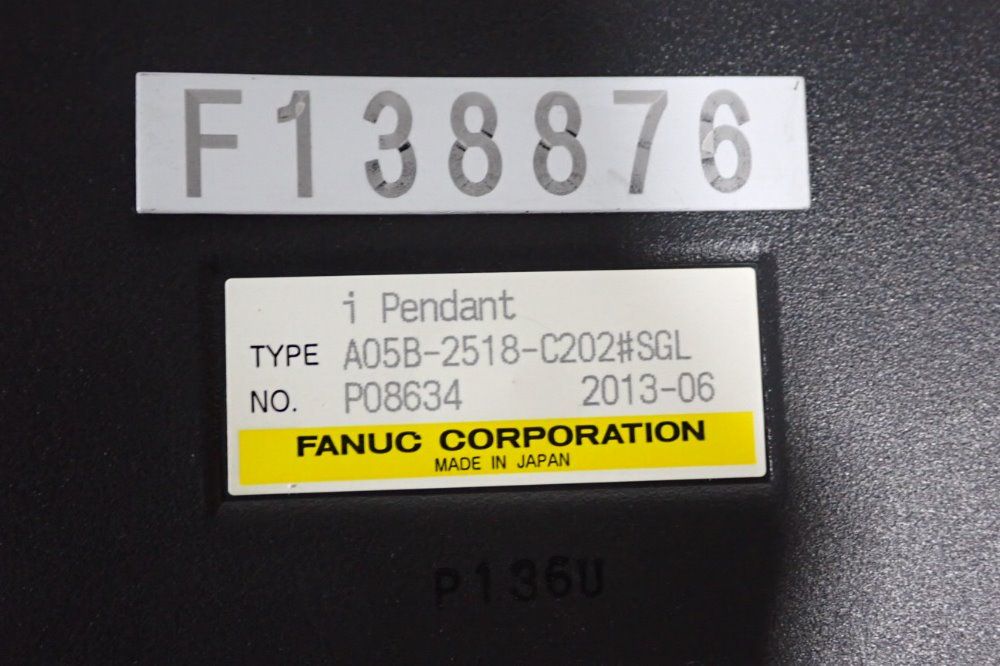 F138876
i Pendant
TYPE A05B-2518-C202#SGL
NO. P08634 2013-06
FANUC CORPORATION
MADE IN JAPAN
P136U